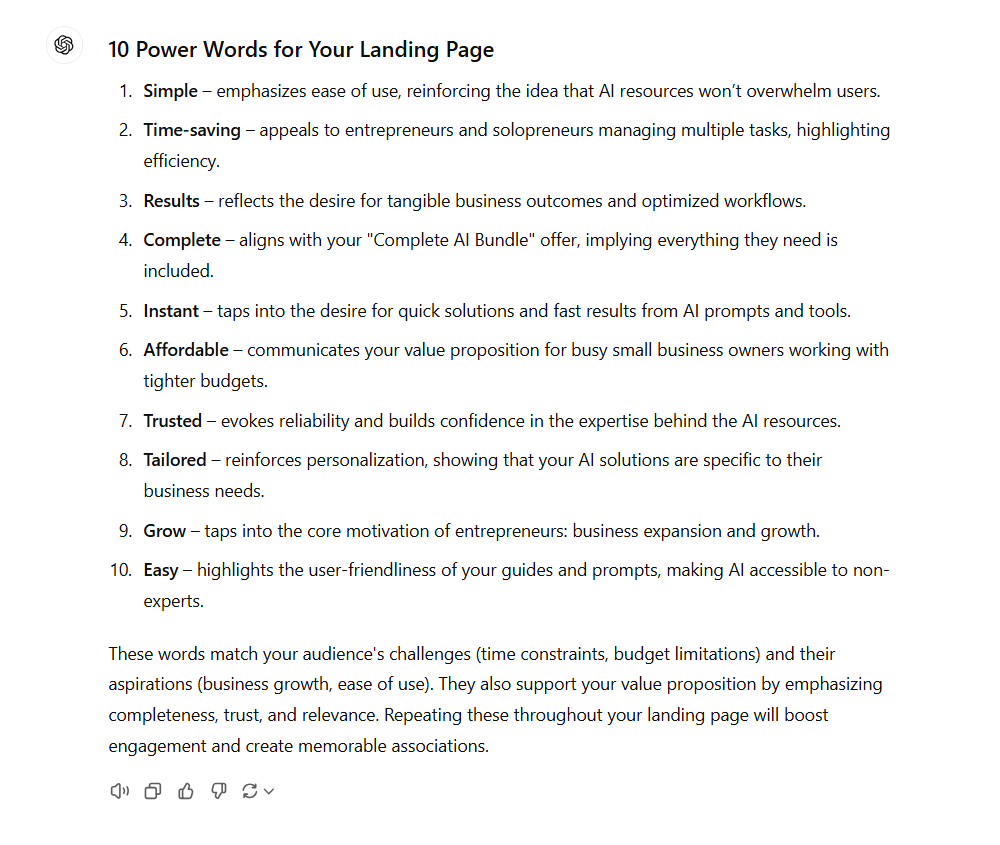 10 Power Words for Your Landing Page
1. Simple – emphasizes ease of use, reinforcing the idea that AI resources won’t overwhelm users.
2. Time-saving – appeals to entrepreneurs and solopreneurs managing multiple tasks, highlighting
efficiency.
3. Results – reflects the desire for tangible business outcomes and optimized workflows.
4. Complete – aligns with your "Complete AI Bundle" offer, implying everything they need is
included.
5. Instant – taps into the desire for quick solutions and fast results from AI prompts and tools.
6. Affordable – communicates your value proposition for busy small business owners working with
tighter budgets.
7. Trusted – evokes reliability and builds confidence in the expertise behind the AI resources.
8. Tailored – reinforces personalization, showing that your AI solutions are specific to their
business needs.
9. Grow – taps into the core motivation of entrepreneurs: business expansion and growth.
10. Easy – highlights the user-friendliness of your guides and prompts, making AI accessible to non-
experts.
These words match your audience's challenges (time constraints, budget limitations) and their
aspirations (business growth, ease of use). They also support your value proposition by emphasizing
completeness, trust, and relevance. Repeating these throughout your landing page will boost
engagement and create memorable associations.